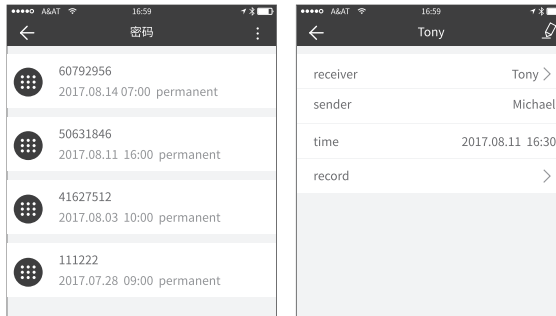 A&AT 16:59
密码
60792956
2017.08.14 07:00 permanent
50631846
2017.08.11 16:00 permanent
41627512
2017.08.03 10:00 permanent
111222
2017.07.28 09:00 permanent
A&AT 16:59
Tony
receiver Tony
sender Michael
time 2017.08.11 16:30
record